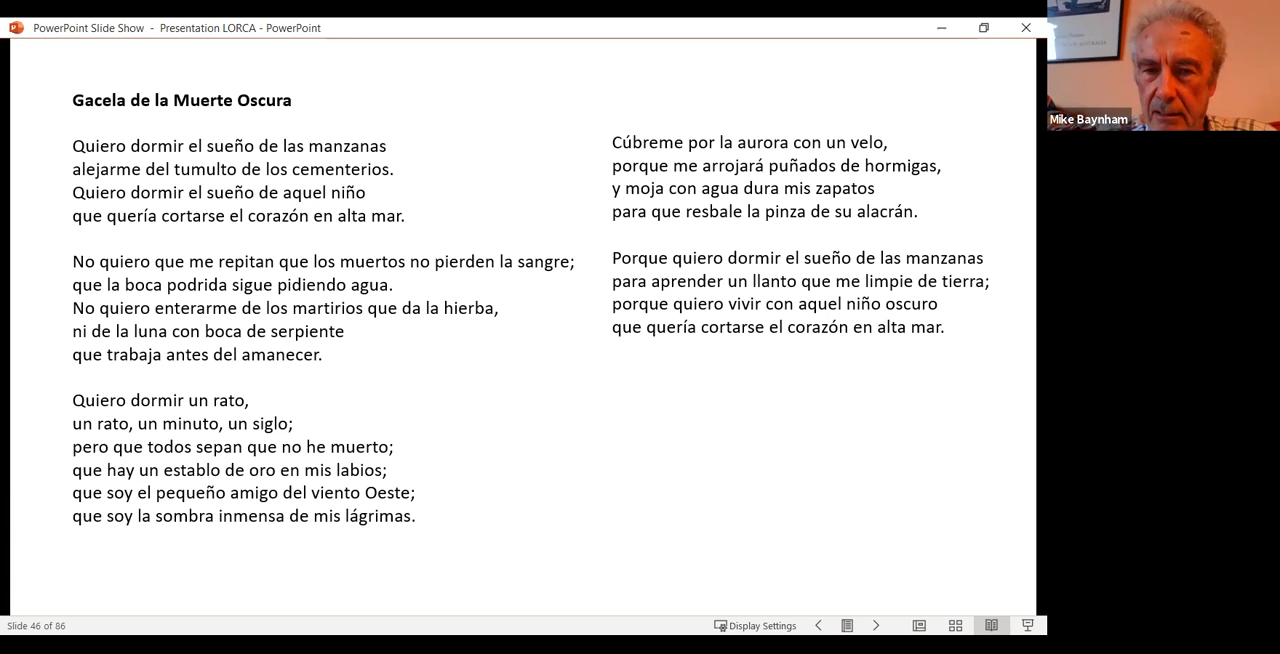 PowerPoint Slide Show - Presentation LORCA - PowerPoint
Gacela de la Muerte Oscura
Quiero dormir el sueño de las manzanas
alejarme del tumulto de los cementerios.
Quiero dormir el sueño de aquel niño
que quería cortarse el corazón en alta mar.
No quiero que me repitan que los muertos no pierden la sangre;
que la boca podrida sigue pidiendo agua.
No quiero enterarme de los martirios que da la hierba,
ni de la luna con boca de serpiente
que trabaja antes del amanecer.
Quiero dormir un rato,
un rato, un minuto, un siglo;
pero que todos sepan que no he muerto;
que hay un establo de oro en mis labios;
que soy el pequeño amigo del viento Oeste;
que soy la sombra inmensa de mis lágrimas.
Cúbreme por la aurora con un velo,
porque me arrojará puñados de hormigas,
y moja con agua dura mis zapatos
para que resbale la pinza de su alacrán.
Porque quiero dormir el sueño de las manzanas
para aprender un llanto que me limpie de tierra;
porque quiero vivir con aquel niño oscuro
que quería cortarse el corazón en alta mar.
Mike Baynham
Slide 46 of 86
Display Settings